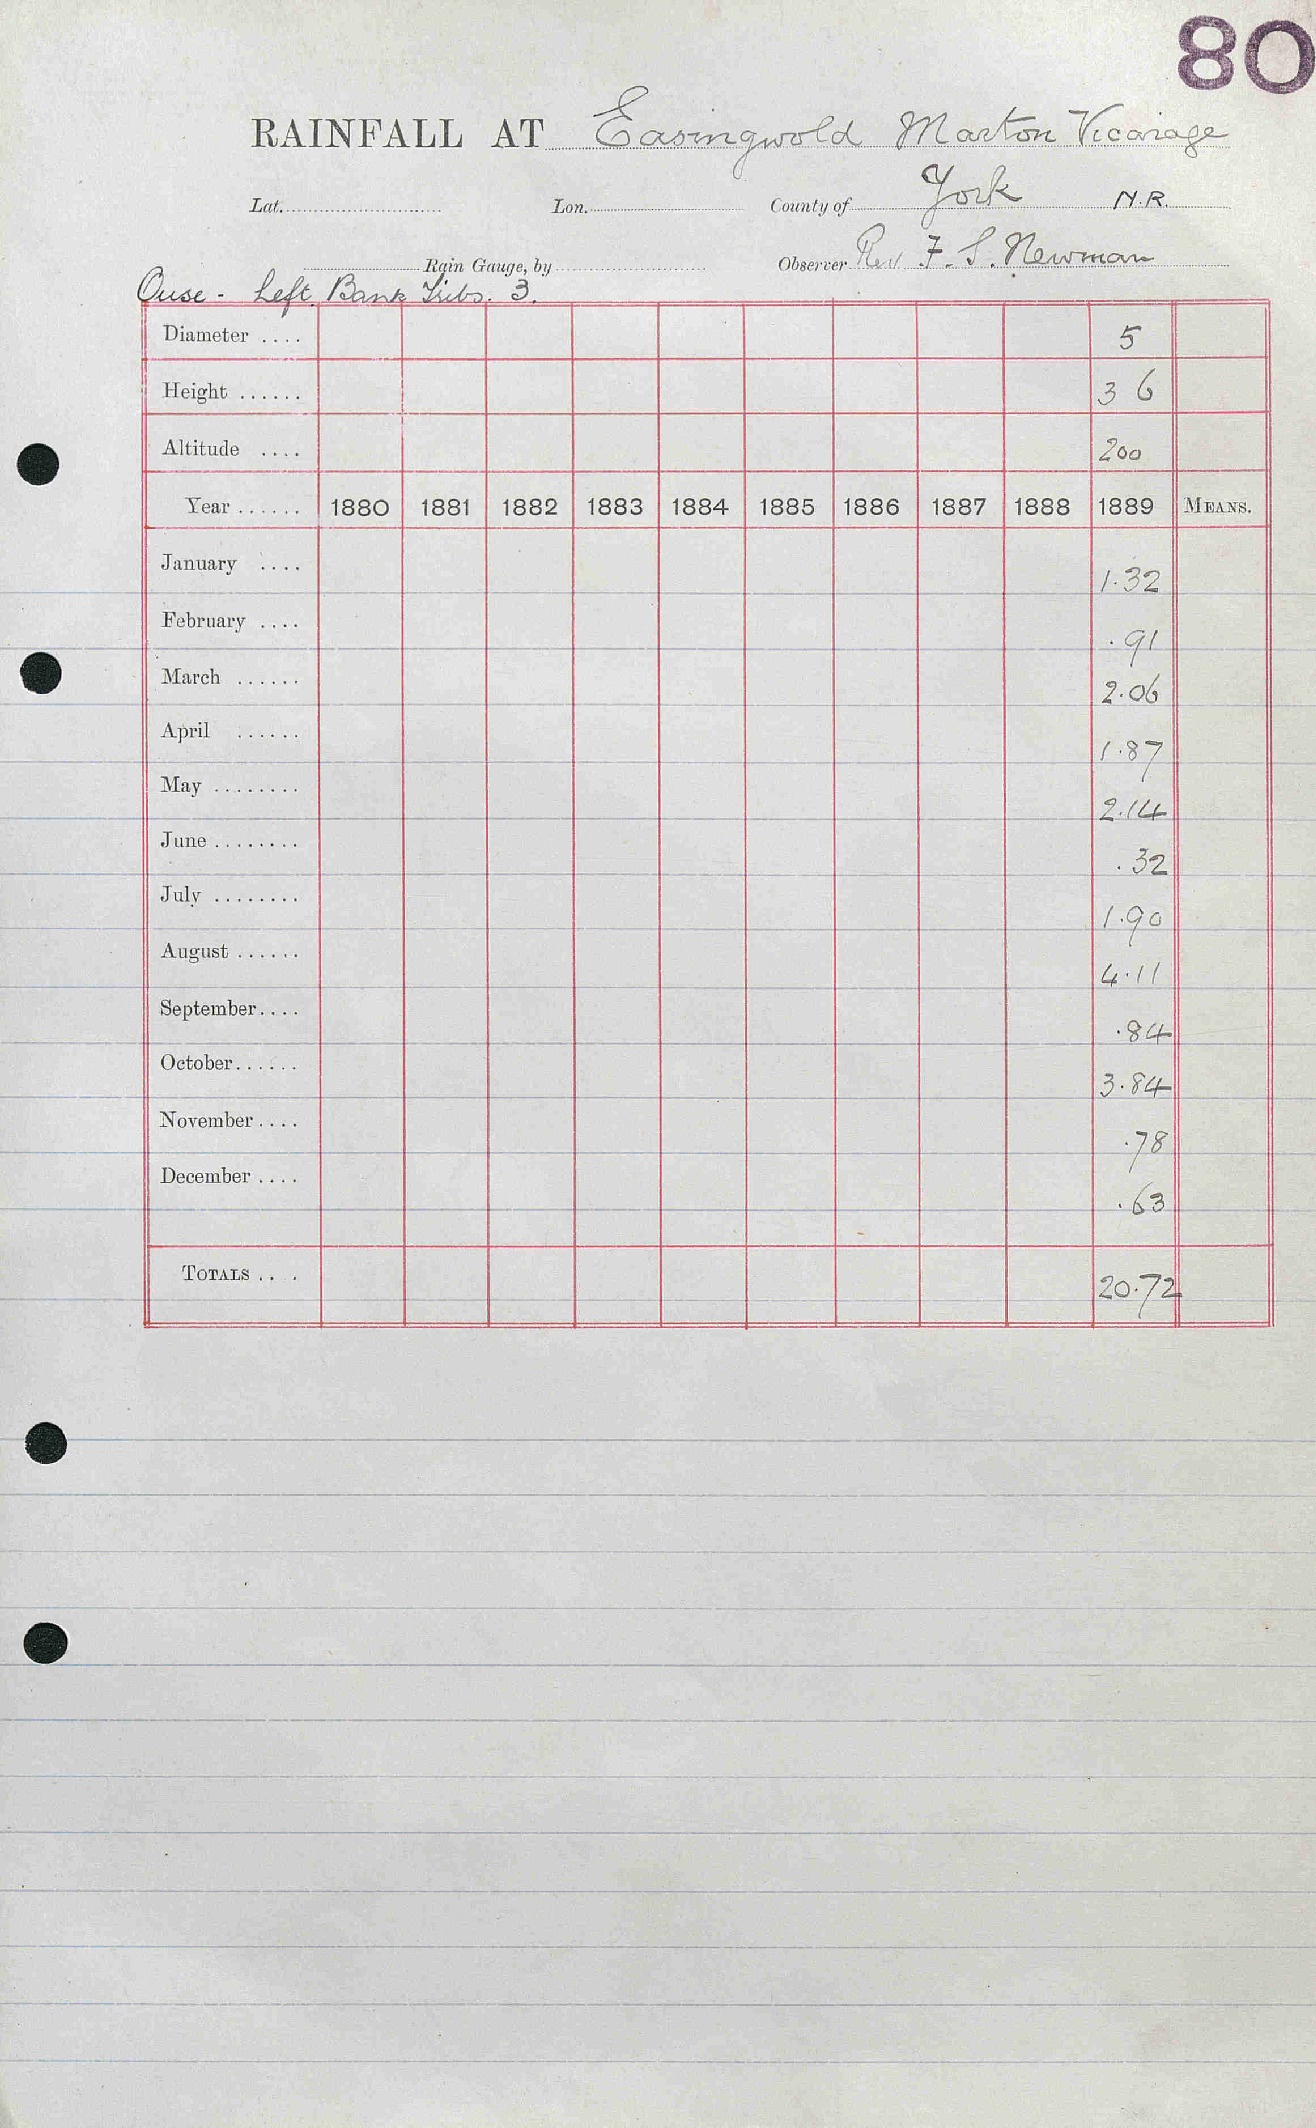 80
RAINFALL AT Easingwold Marton Vicarage
Lat. Lon. County of York N.R.
Rain Gauge, by Observer Rev F. S. Newman
Ouse - Left Bank Tribs. 3.
Diameter .... 5
Height ...... 3 6
Altitude .... 200
Year ...... 1880 1881 1882 1883 1884 1885 1886 1887 1888 1889 MEANS.
January .... 1.32
February .... .91
March ...... 2.06
April ...... 1.87
May ........ 2.14
June ........ .32
July ........ 1.90
August ...... 4.11
September.... .84
October...... 3.84
November.... .78
December .... .63
TOTALS .... 20.72